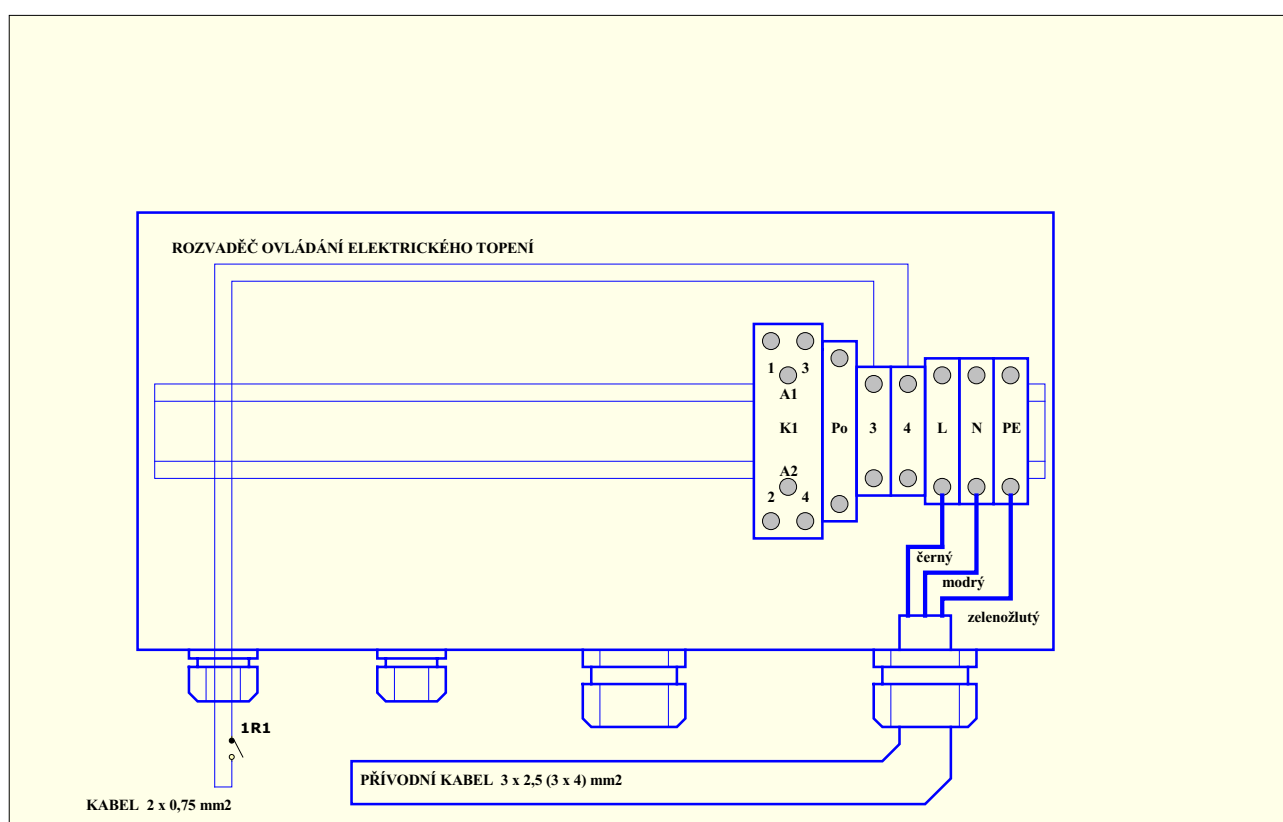 ROZVADĚČ OVLÁDÁNÍ ELEKTRICKÉHO TOPENÍ
1 3
A1
K1 Po 3 4 L N PE
A2
2 4
černý
modrý
zelenožlutý
1R1
PŘÍVODNÍ KABEL 3 x 2,5 (3 x 4) mm2
KABEL 2 x 0,75 mm2